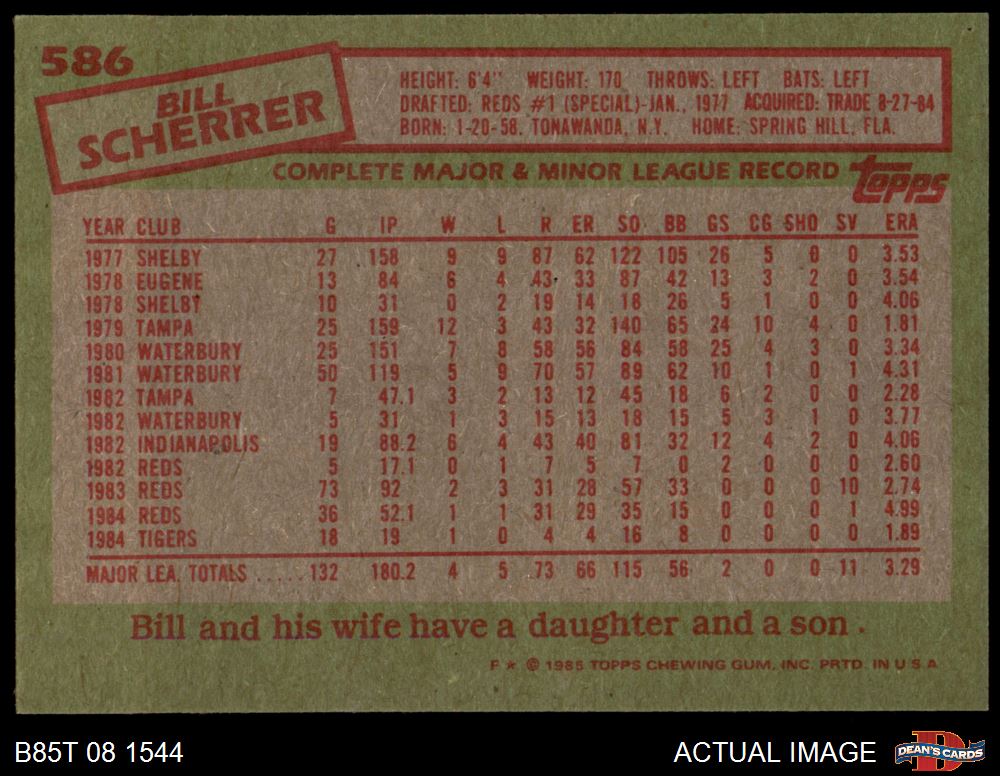 586
BILL
SCHERRER
HEIGHT: 6'4" WEIGHT: 170 THROWS: LEFT BATS: LEFT
DRAFTED: REDS #1 (SPECIAL)-JAN., 1977 ACQUIRED: TRADE 8-27-84
BORN: 1-20-58, TONAWANDA, N.Y. HOME: SPRING HILL, FLA.
COMPLETE MAJOR & MINOR LEAGUE RECORD topps
YEAR CLUB G IP W L R ER SO BB GS CG SHO SV ERA
1977 SHELBY 27 158 9 9 87 62 122 105 26 5 0 0 3.53
1978 EUGENE 13 84 6 4 43 33 87 42 13 3 2 0 3.54
1978 SHELBY 10 31 0 2 19 14 18 26 5 1 0 0 4.06
1979 TAMPA 25 159 12 3 43 32 140 65 24 10 4 0 1.81
1980 WATERBURY 25 151 7 8 58 56 84 58 25 4 3 0 3.34
1981 WATERBURY 50 119 5 9 70 57 89 62 10 1 0 1 4.31
1982 TAMPA 7 47.1 3 2 13 12 45 18 6 2 0 0 2.28
1982 WATERBURY 5 31 1 3 15 13 18 15 5 3 1 0 3.77
1982 INDIANAPOLIS 19 88.2 6 4 43 40 81 32 12 4 2 0 4.06
1982 REDS 5 17.1 0 1 7 5 7 0 2 0 0 0 2.60
1983 REDS 73 92 2 3 31 28 57 33 0 0 0 10 2.74
1984 REDS 36 52.1 1 1 31 29 35 15 0 0 0 1 4.99
1984 TIGERS 18 19 1 0 4 4 16 8 0 0 0 0 1.89
MAJOR LEA. TOTALS .....132 180.2 4 5 73 66 115 56 2 0 0 11 3.29
Bill and his wife have a daughter and a son.
F ★ © 1985 TOPPS CHEWING GUM, INC. PRTD. IN U S A
B85T 08 1544 ACTUAL IMAGE D DEAN'S CARDS